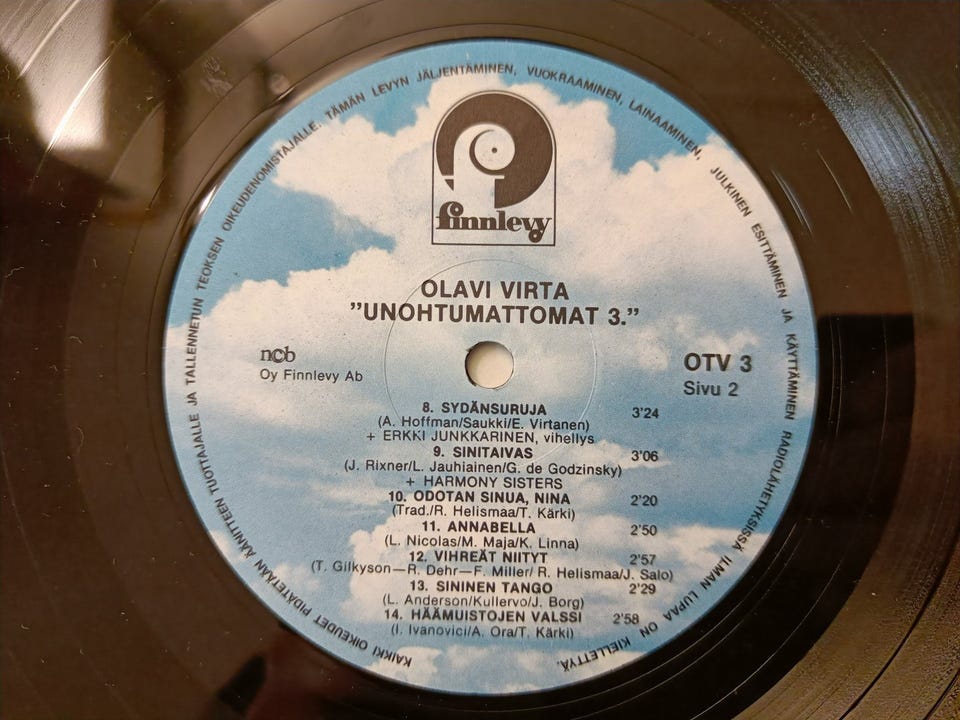 KAIKKI OIKEUDET PIDÄTETÄÄN ÄÄNITTEEN TUOTTAJALLE JA TALLENNETUN TEOKSEN OIKEUDENOMISTAJALLE. TÄMÄN LEVYN JÄLJENTÄMINEN, VUOKRAAMINEN, LAINAAMINEN, JULKINEN ESITTÄMINEN JA KÄYTTÄMINEN RADIOLÄHETYKSISSÄ ILMAN LUPAA ON KIELLETTYÄ.
finnlevy
OLAVI VIRTA
"UNOHTUMATTOMAT 3."
ncb
Oy Finnlevy Ab
OTV 3
Sivu 2
8. SYDÄNSURUJA 3'24
(A. Hoffman/Saukki/E. Virtanen)
+ ERKKI JUNKKARINEN, vihellys
9. SINITAIVAS 3'06
(J. Rixner/L. Jauhiainen/G. de Godzinsky)
+ HARMONY SISTERS
10. ODOTAN SINUA, NINA 2'20
(Trad./R. Helismaa/T. Kärki)
11. ANNABELLA 2'50
(L. Nicolas/M. Maja/K. Linna)
12. VIHREÄT NIITYT 2'57
(T. Gilkyson—R. Dehr—F. Miller/ R. Helismaa/J. Salo)
13. SININEN TANGO 2'29
(L. Anderson/Kullervo/J. Borg)
14. HÄÄMUISTOJEN VALSSI 2'58
(I. Ivanovici/A. Ora/T. Kärki)